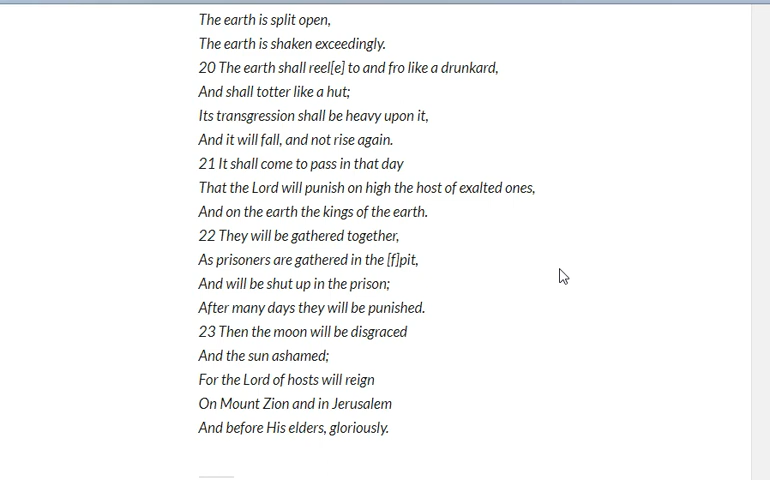 The earth is split open,
The earth is shaken exceedingly.
20 The earth shall reel[e] to and fro like a drunkard,
And shall totter like a hut;
Its transgression shall be heavy upon it,
And it will fall, and not rise again.
21 It shall come to pass in that day
That the Lord will punish on high the host of exalted ones,
And on the earth the kings of the earth.
22 They will be gathered together,
As prisoners are gathered in the [f]pit,
And will be shut up in the prison;
After many days they will be punished.
23 Then the moon will be disgraced
And the sun ashamed;
For the Lord of hosts will reign
On Mount Zion and in Jerusalem
And before His elders, gloriously.